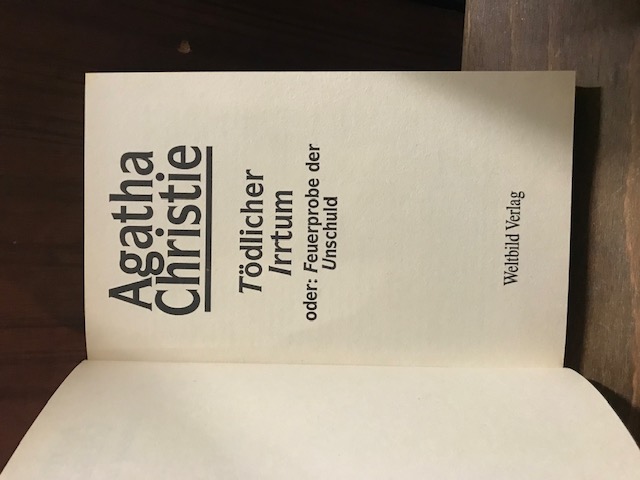 Agatha
Christie
Tödlicher
Irrtum
oder: Feuerprobe der
Unschuld
Weltbild Verlag